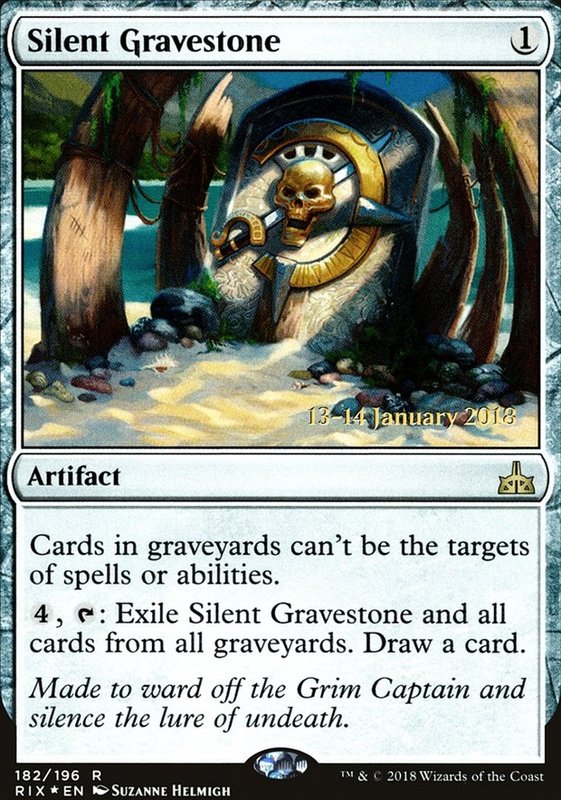 Silent Gravestone 1
13–14 January 2018
Artifact
Cards in graveyards can't be the targets
of spells or abilities.
4, : Exile Silent Gravestone and all
cards from all graveyards. Draw a card.
Made to ward off the Grim Captain and
silence the lure of undeath.
182/196 R
RIX★EN SUZANNE HELMIGH
™ & © 2018 Wizards of the Coast